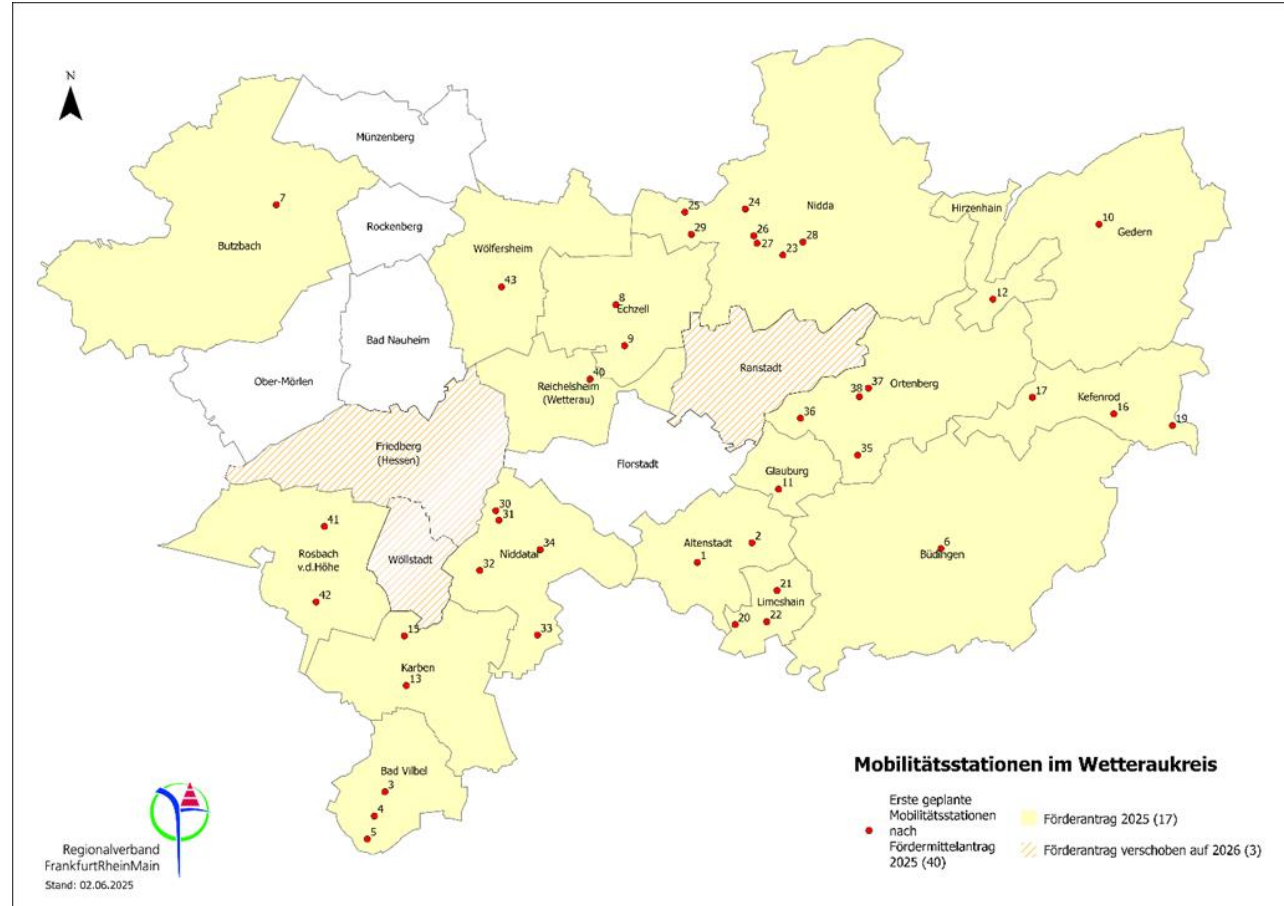 N
Münzenberg
7
Butzbach
Rockenberg
Wölfersheim
43
25
29
24
26
27
23
28
Nidda
Hirzenhain
10
Gedern
12
8
Echzell
9
Bad Nauheim
Ober-Mörlen
40
Reichelsheim
(Wetterau)
Ranstadt
37
38
Ortenberg
36
35
17
Kefenrod
16
19
Friedberg
(Hessen)
Florstadt
Glauburg
11
30
31
34
Niddatal
32
33
41
Rosbach
v.d.Höhe
42
Wöllstadt
Altenstadt
2
1
21
Limeshain
20
22
6
Büdingen
15
Karben
13
Bad Vilbel
3
4
5
Mobilitätsstationen im Wetteraukreis
Erste geplante
Mobilitätsstationen
nach
Fördermittelantrag
2025 (40)
Förderantrag 2025 (17)
Förderantrag verschoben auf 2026 (3)
Regionalverband
FrankfurtRheinMain
Stand: 02.06.2025